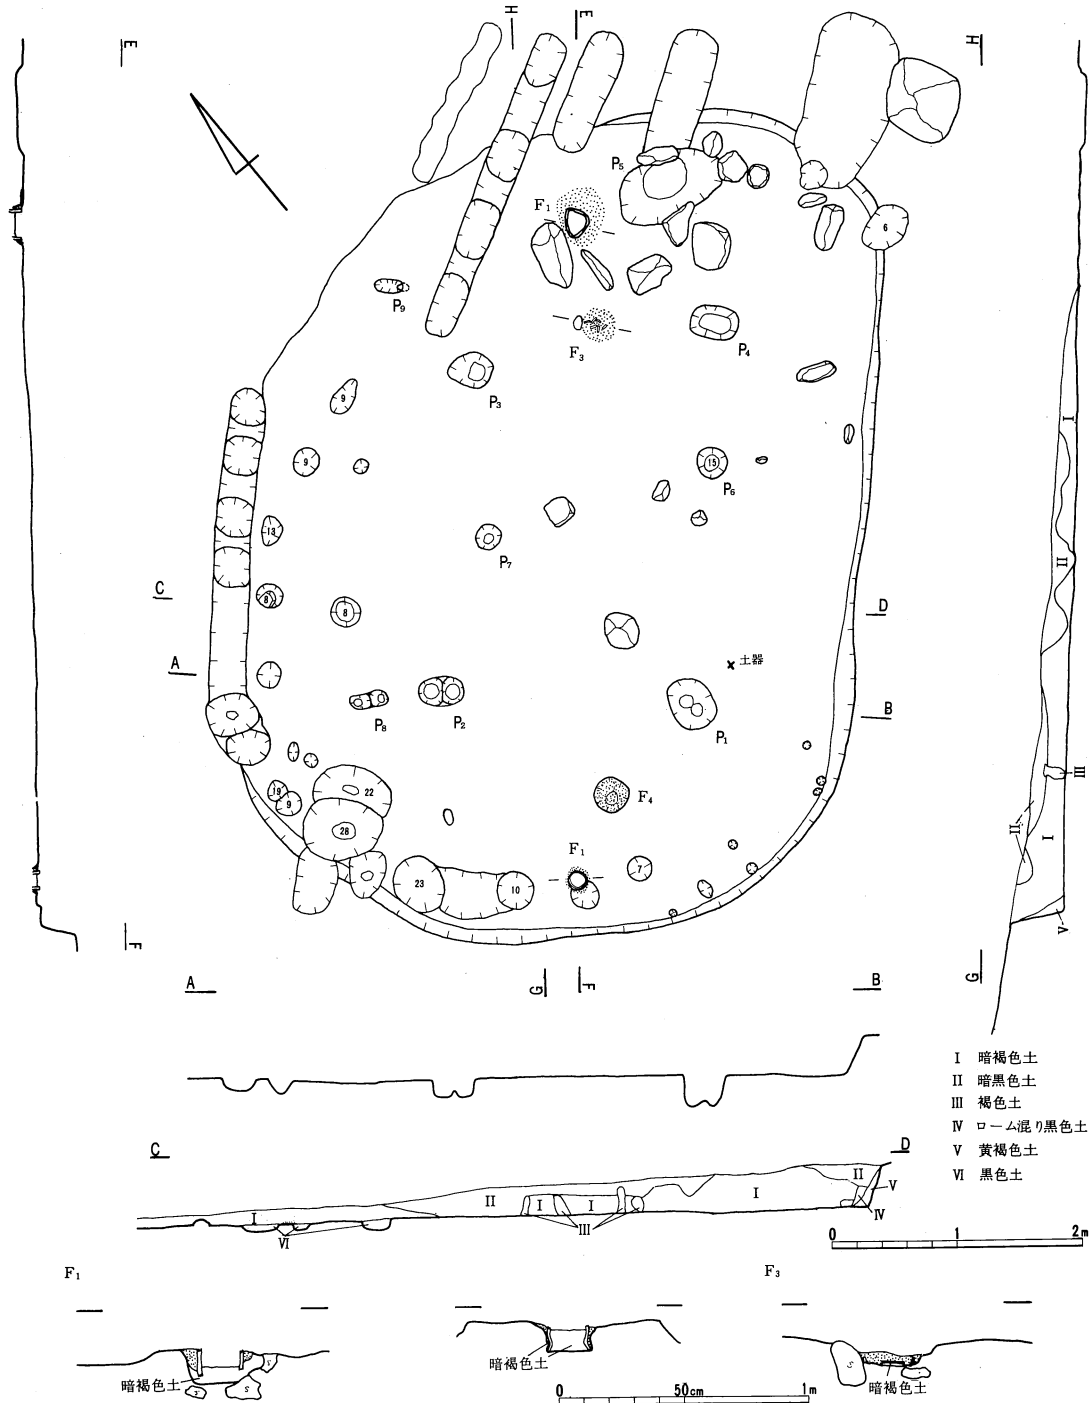 H
E
E
H
P₅
F₁
6
P₉
F₃
P₄
P₃
9
9
15
P₆
I
13
P₇
II
C
8
8
D
A
×土器
P₈
P₂
P₁
B
III
22
19
9
F₄
II
I
28
F₁
23
10
7
V
F
G
F
G
A
B
I 暗褐色土
II 暗黒色土
III 褐色土
IV ローム混り黒色土
V 黄褐色土
VI 黒色土
C
D
I
II
I
I
I
II
V
IV
III
VI
0 1 2m
F₁
F₃
暗褐色土
S
S
S
暗褐色土
S
暗褐色土
0 50cm 1m